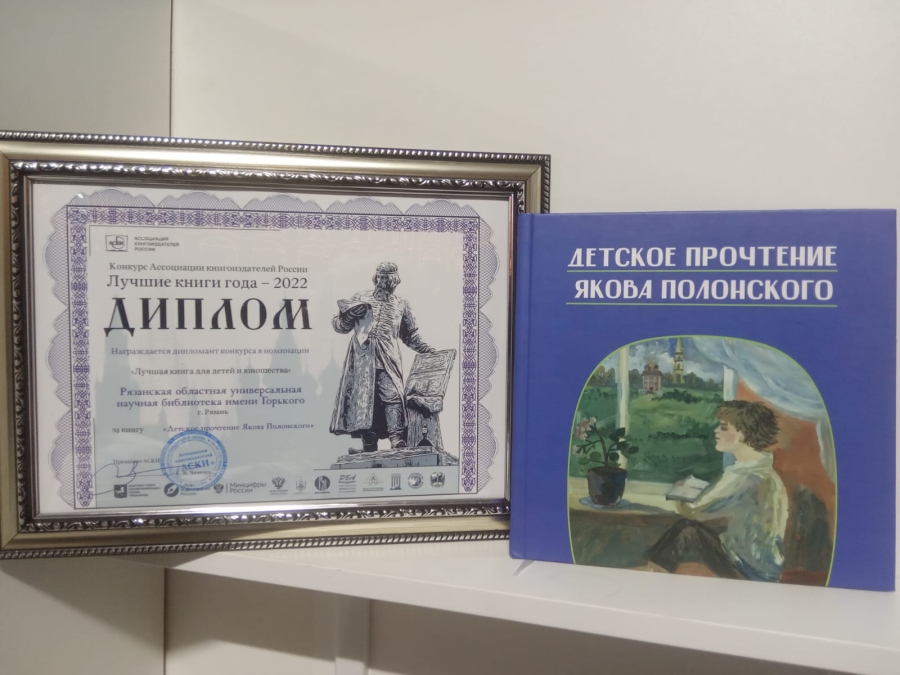 АСКИ
АССОЦИАЦИЯ
КНИГОИЗДАТЕЛЕЙ
РОССИИ
Конкурс Ассоциации книгоиздателей России
Лучшие книги года – 2022
ДИПЛОМ
Награждается дипломант конкурса в номинации
«Лучшая книга для детей и юношества»
Рязанская областная универсальная
научная библиотека имени Горького
г. Рязань
за книгу «Детское прочтение Якова Полонского»
АСКИ
Минцифры
России
ДЕТСКОЕ ПРОЧТЕНИЕ
ЯКОВА ПОЛОНСКОГО